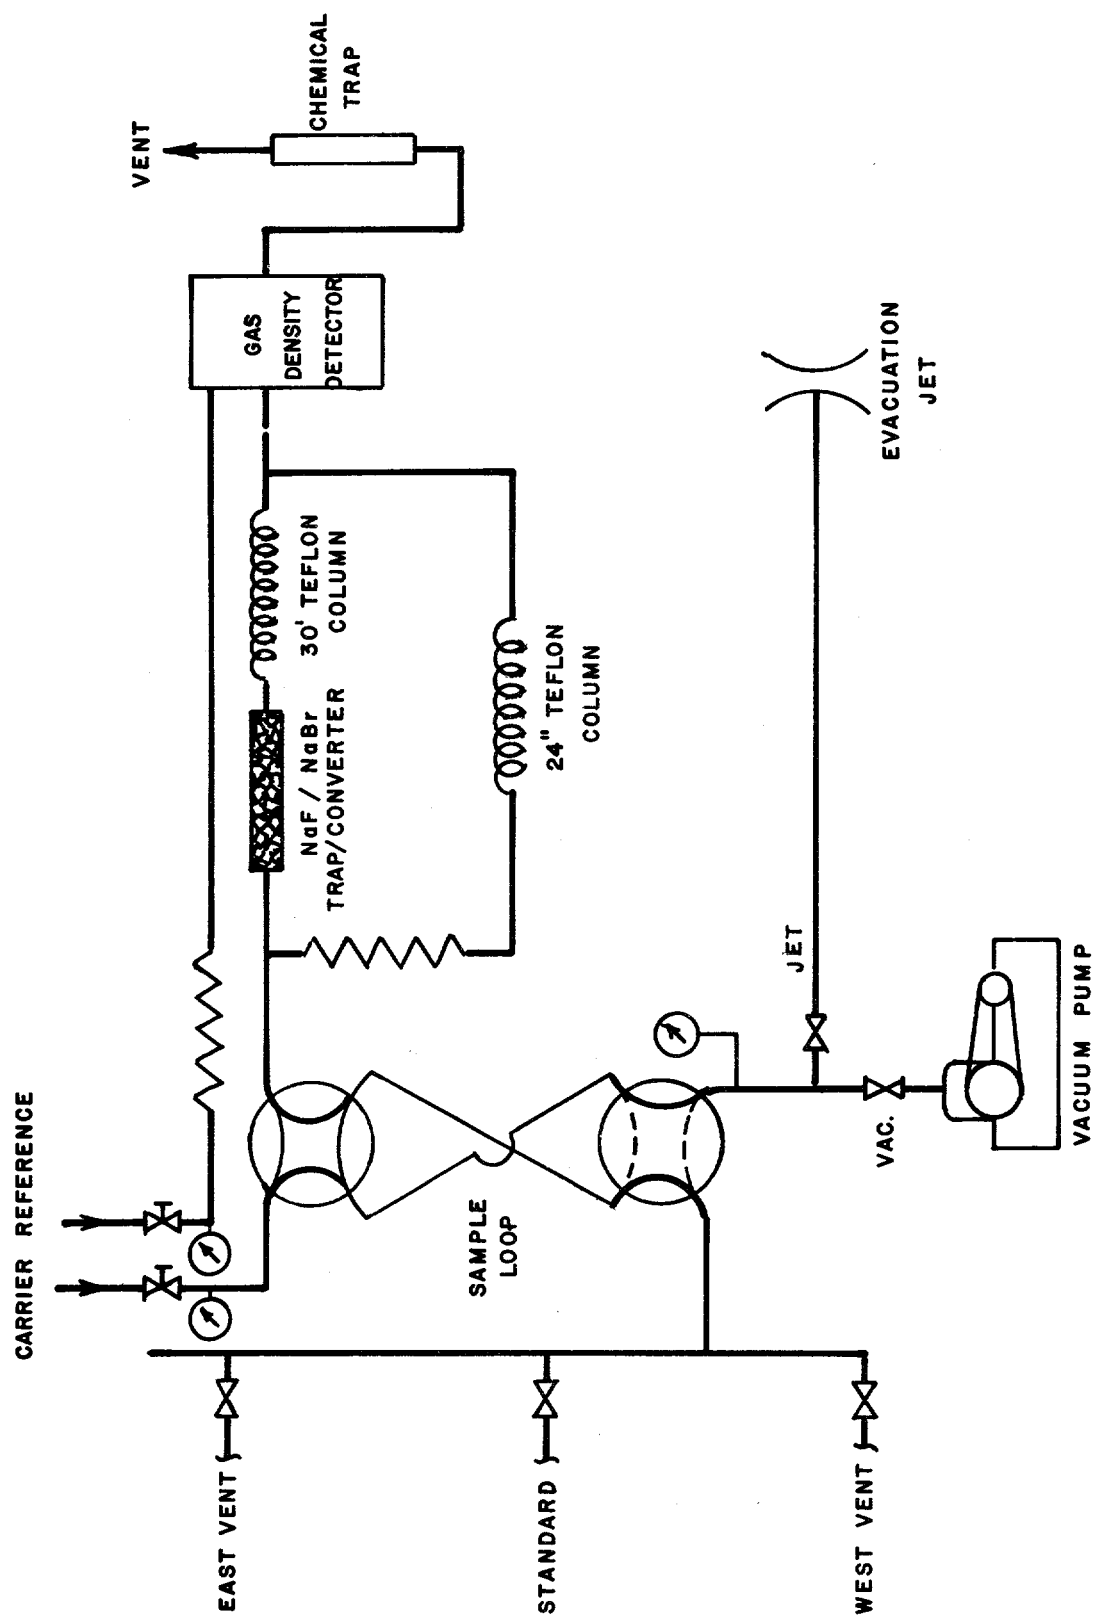 CARRIER REFERENCE
VENT
CHEMICAL
TRAP
GAS
DENSITY
DETECTOR
30' TEFLON
COLUMN
NaF / NaBr
TRAP/CONVERTER
24" TEFLON
COLUMN
EVACUATION
JET
JET
SAMPLE
LOOP
VAC.
VACUUM PUMP
EAST VENT
STANDARD
WEST VENT